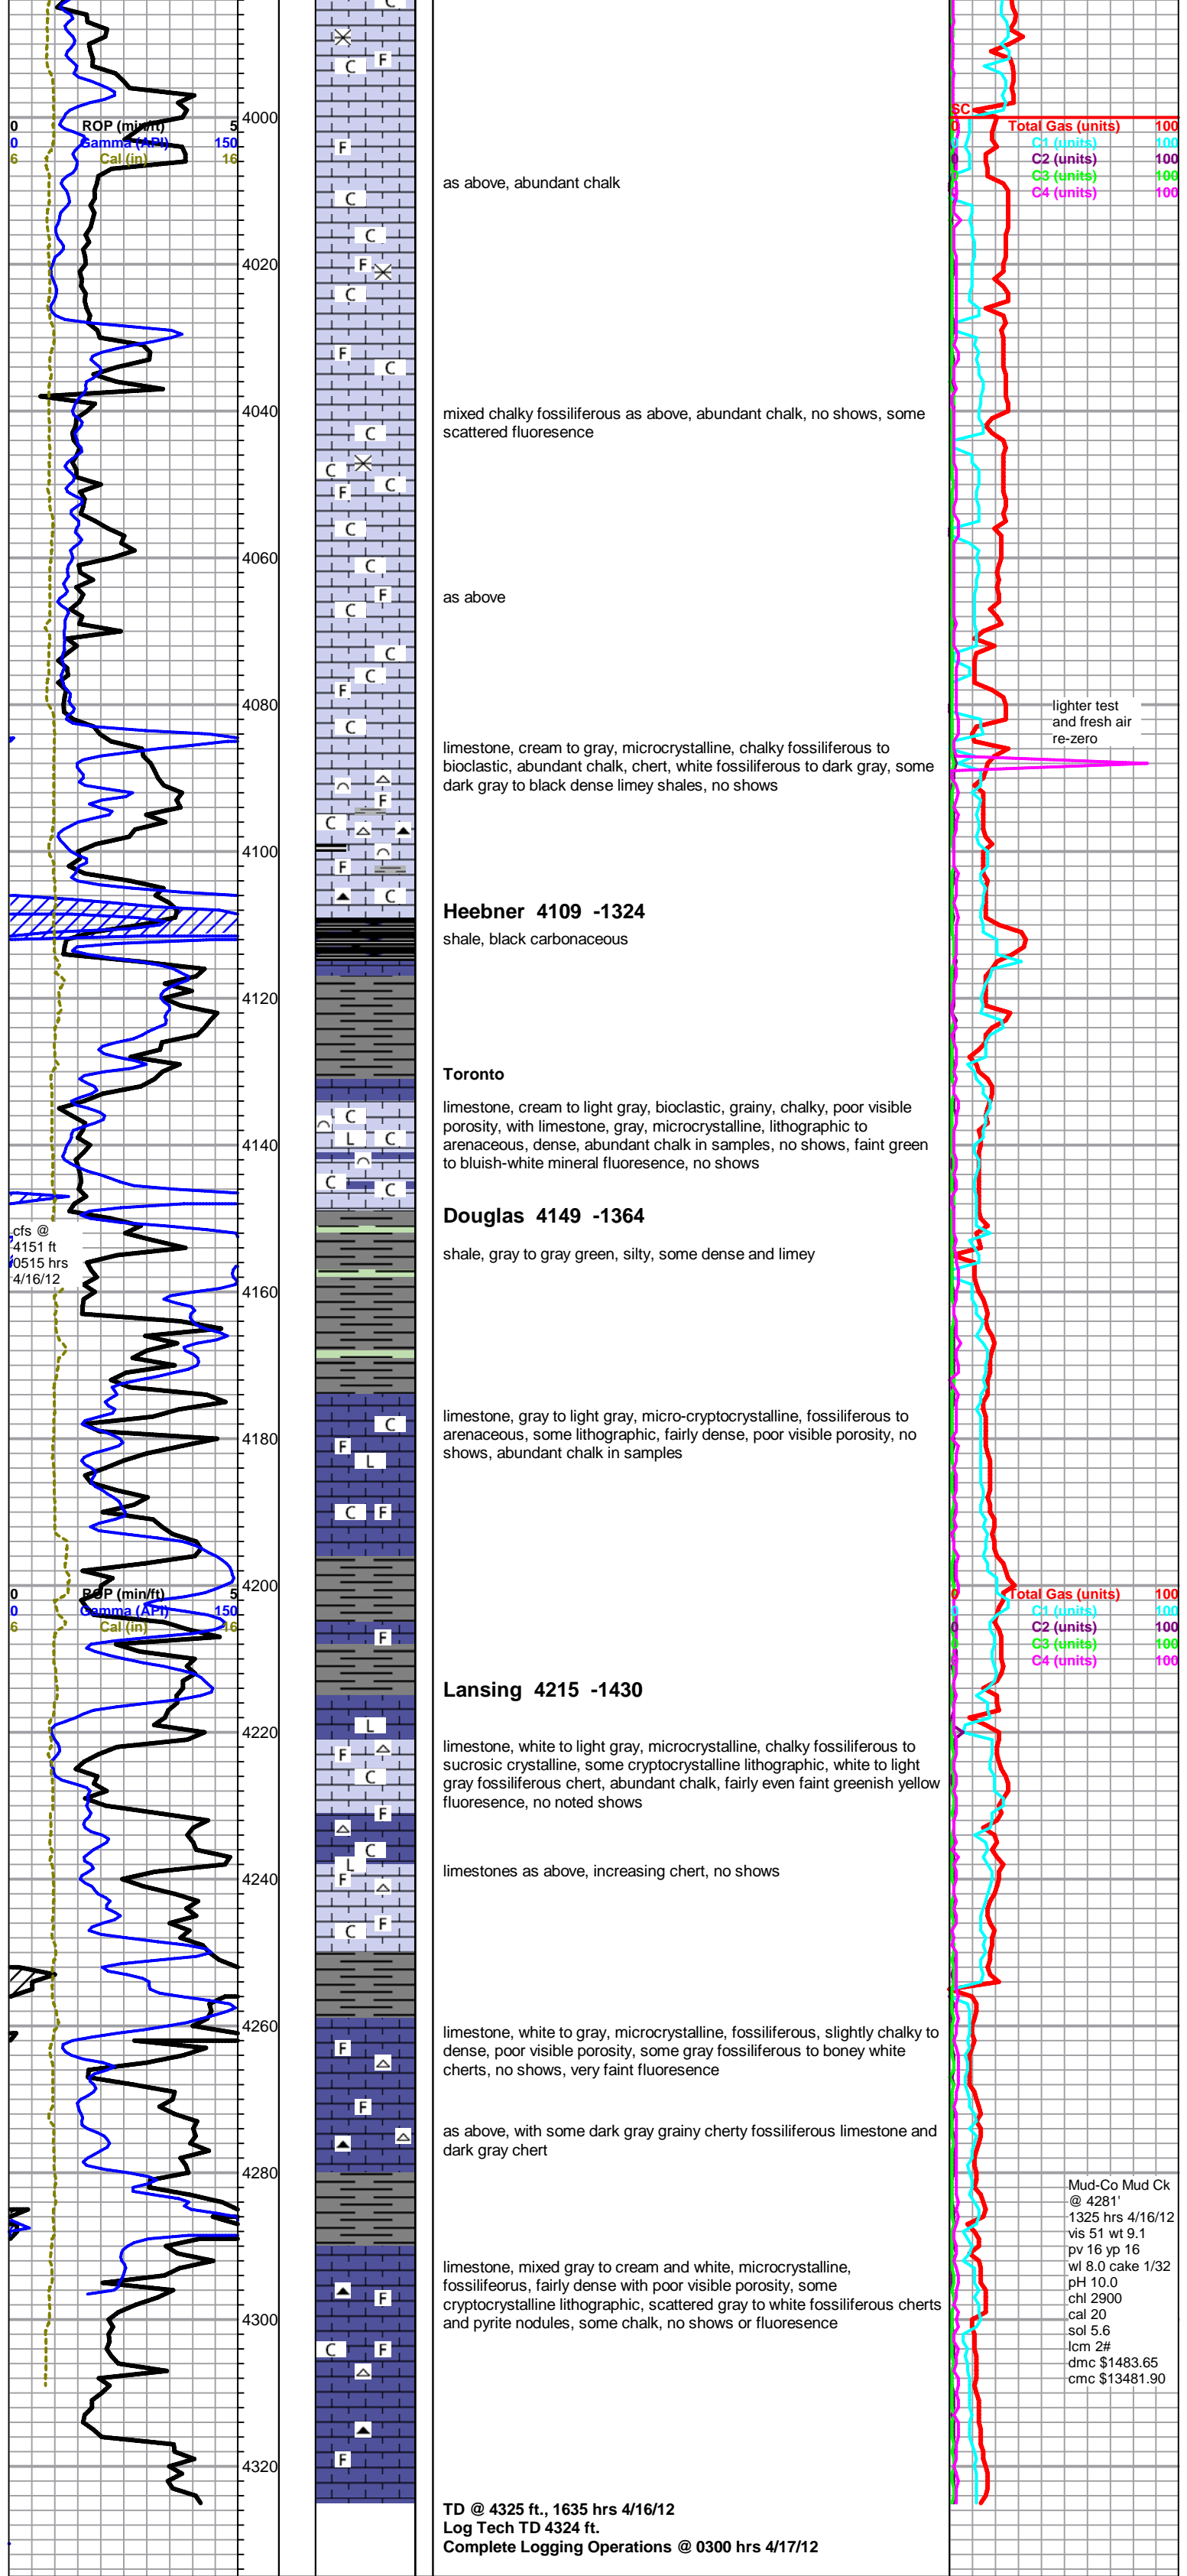 SC
4000
0 ROP (min/ft) 5
0 Gamma (API) 150
6 Cal (in) 16
0 Total Gas (units) 100
0 C1 (units) 100
0 C2 (units) 100
0 C3 (units) 100
0 C4 (units) 100
as above, abundant chalk
4020
4040
mixed chalky fossiliferous as above, abundant chalk, no shows, some
scattered fluoresence
4060
as above
4080
lighter test
and fresh air
re-zero
limestone, cream to gray, microcrystalline, chalky fossiliferous to
bioclastic, abundant chalk, chert, white fossiliferous to dark gray, some
dark gray to black dense limey shales, no shows
4100
Heebner 4109 -1324
shale, black carbonaceous
4120
Toronto
limestone, cream to light gray, bioclastic, grainy, chalky, poor visible
porosity, with limestone, gray, microcrystalline, lithographic to
arenaceous, dense, abundant chalk in samples, no shows, faint green
to bluish-white mineral fluoresence, no shows
4140
Douglas 4149 -1364
cfs @
4151 ft
0515 hrs
4/16/12
shale, gray to gray green, silty, some dense and limey
4160
limestone, gray to light gray, micro-cryptocrystalline, fossiliferous to
arenaceous, some lithographic, fairly dense, poor visible porosity, no
shows, abundant chalk in samples
4180
4200
0 ROP (min/ft) 5
0 Gamma (API) 150
6 Cal (in) 16
0 Total Gas (units) 100
0 C1 (units) 100
0 C2 (units) 100
0 C3 (units) 100
0 C4 (units) 100
Lansing 4215 -1430
4220
limestone, white to light gray, microcrystalline, chalky fossiliferous to
sucrosic crystalline, some cryptocrystalline lithographic, white to light
gray fossiliferous chert, abundant chalk, fairly even faint greenish yellow
fluoresence, no noted shows
4240
limestones as above, increasing chert, no shows
4260
limestone, white to gray, microcrystalline, fossiliferous, slightly chalky to
dense, poor visible porosity, some gray fossiliferous to boney white
cherts, no shows, very faint fluoresence
as above, with some dark gray grainy cherty fossiliferous limestone and
dark gray chert
4280
Mud-Co Mud Ck
@ 4281'
1325 hrs 4/16/12
vis 51 wt 9.1
pv 16 yp 16
wl 8.0 cake 1/32
pH 10.0
chl 2900
cal 20
sol 5.6
lcm 2#
dmc $1483.65
cmc $13481.90
limestone, mixed gray to cream and white, microcrystalline,
fossilifeorus, fairly dense with poor visible porosity, some
cryptocrystalline lithographic, scattered gray to white fossiliferous cherts
and pyrite nodules, some chalk, no shows or fluoresence
4300
4320
TD @ 4325 ft., 1635 hrs 4/16/12
Log Tech TD 4324 ft.
Complete Logging Operations @ 0300 hrs 4/17/12